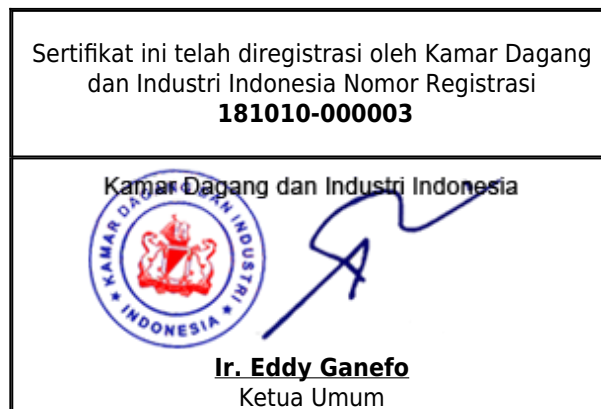 Sertifikat ini telah diregistrasi oleh Kamar Dagang
dan Industri Indonesia Nomor Registrasi
181010-000003
Kamar Dagang dan Industri Indonesia
KAMAR DAGANG DAN INDUSTRI
INDONESIA
Ir. Eddy Ganefo
Ketua Umum